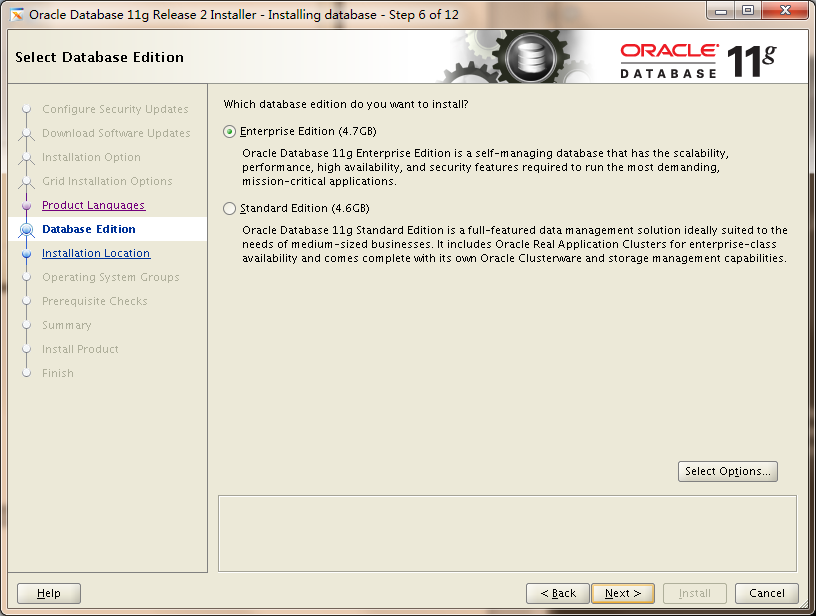 Oracle Database 11g Release 2 Installer - Installing database - Step 6 of 12
Select Database Edition
ORACLE
DATABASE
11g
Configure Security Updates
Download Software Updates
Installation Option
Grid Installation Options
Product Languages
Database Edition
Installation Location
Operating System Groups
Prerequisite Checks
Summary
Install Product
Finish
Which database edition do you want to install?
Enterprise Edition (4.7GB)
Oracle Database 11g Enterprise Edition is a self-managing database that has the scalability,
performance, high availability, and security features required to run the most demanding,
mission-critical applications.
Standard Edition (4.6GB)
Oracle Database 11g Standard Edition is a full-featured data management solution ideally suited to the
needs of medium-sized businesses. It includes Oracle Real Application Clusters for enterprise-class
availability and comes complete with its own Oracle Clusterware and storage management capabilities.
Select Options...
Help
< Back
Next >
Install
Cancel